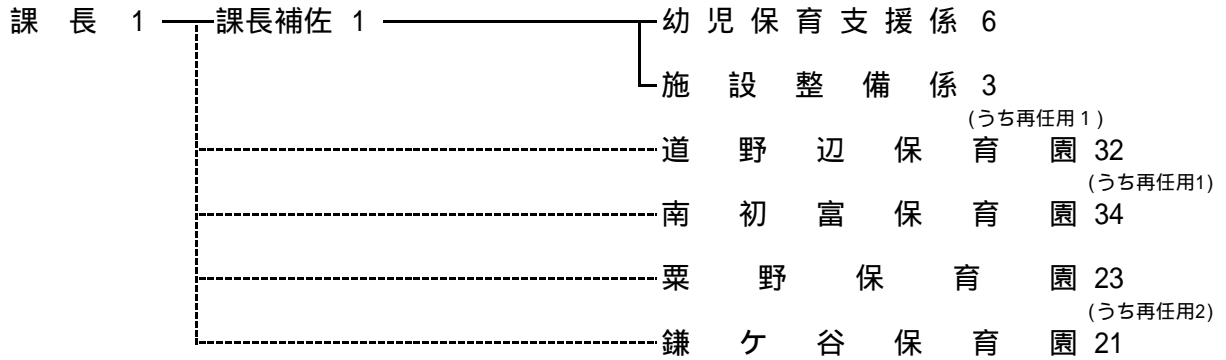 課長 1 課長補佐 1 幼児保育支援係 6
施設整備係 3
(うち再任用1)
道野辺保育園 32
(うち再任用1)
南初富保育園 34
粟野保育園 23
(うち再任用2)
鎌ケ谷保育園 21